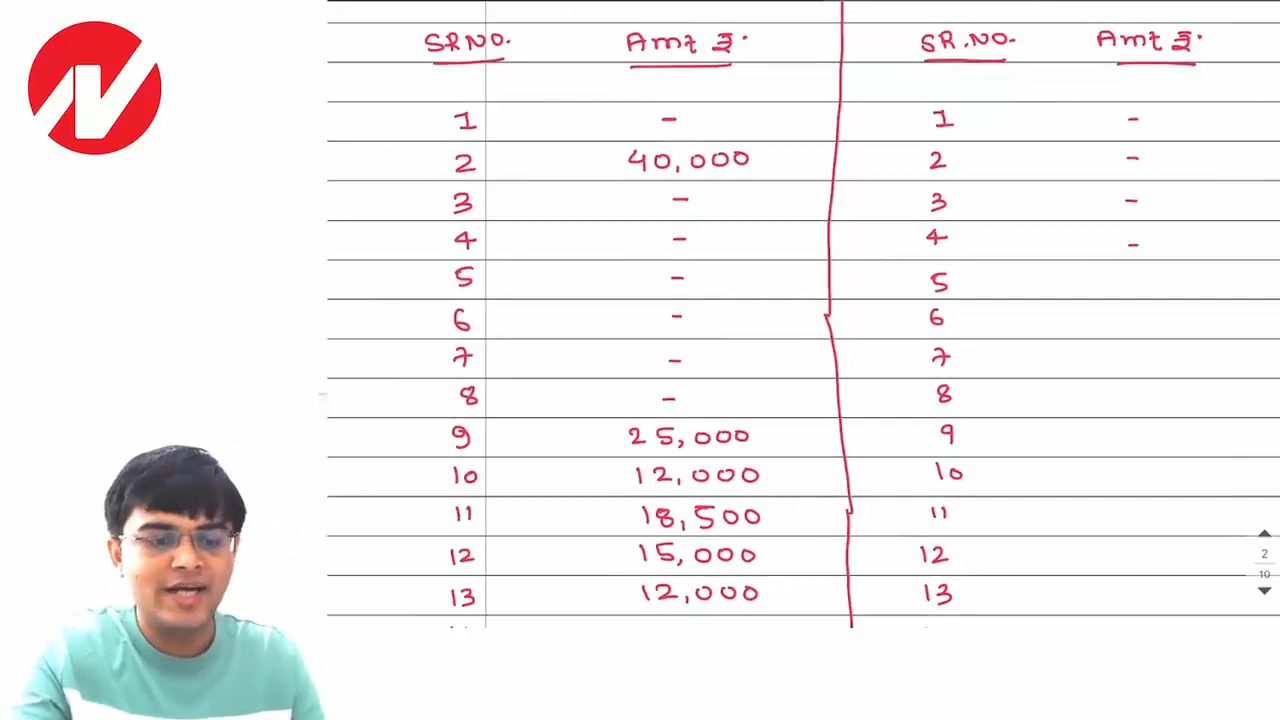 SR NO. Amt ₹. SR. NO. Amt ₹.
1 - 1 -
2 40,000 2 -
3 - 3 -
4 - 4 -
5 - 5
6 - 6
7 - 7
8 - 8
9 25,000 9
10 12,000 10
11 18,500 11
12 15,000 12
13 12,000 13
2
10